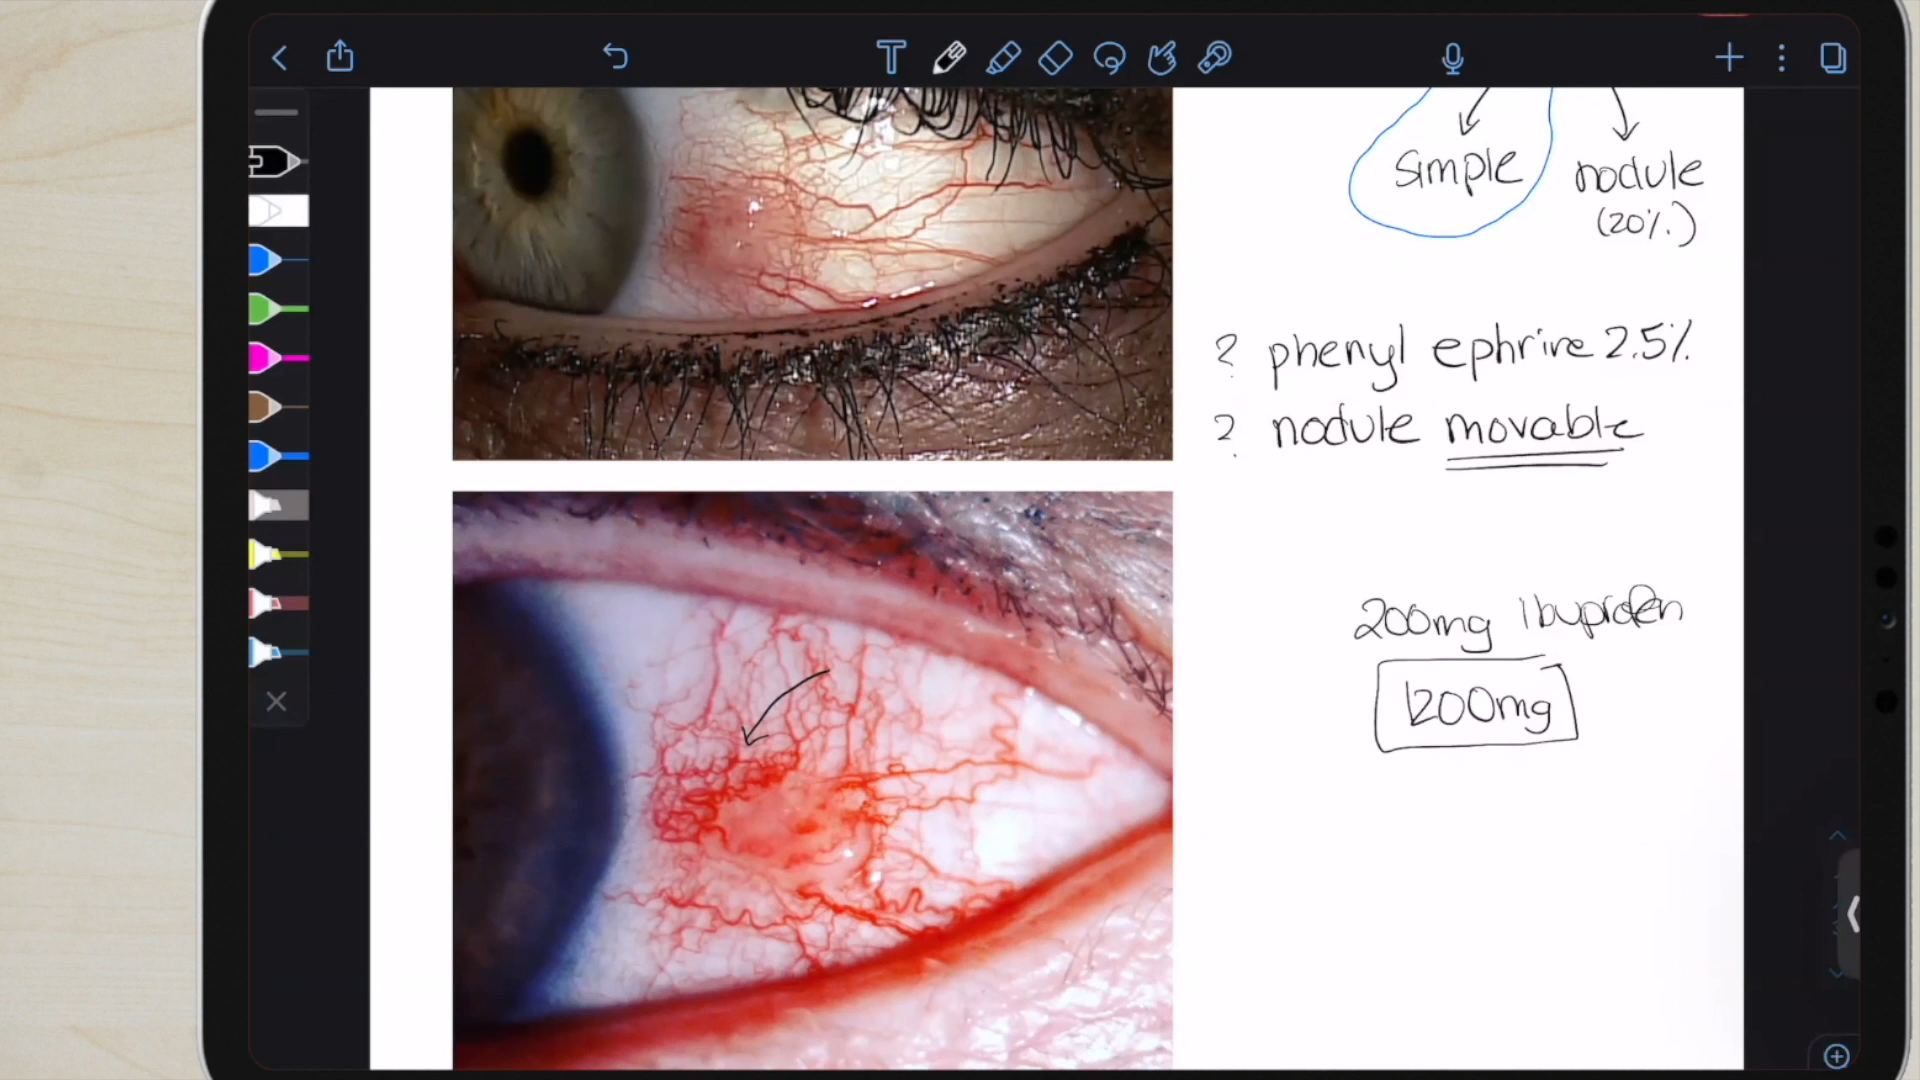 simple nodule
(20%)
? phenyl ephrine 2.5%
? nodule movable
200mg ibuprofen
1200mg